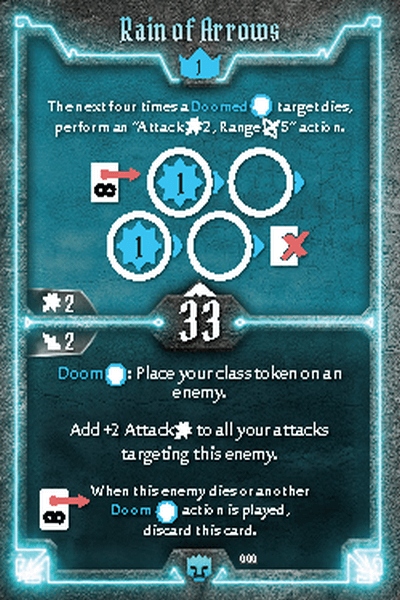 Rain of Arrows
1
The next four times a Doomed target dies,
perform an “Attack 2, Range 5” action.
1
1
2
33
2
Doom : Place your class token on an
enemy.
Add +2 Attack to all your attacks
targeting this enemy.
When this enemy dies or another
Doom action is played,
discard this card.